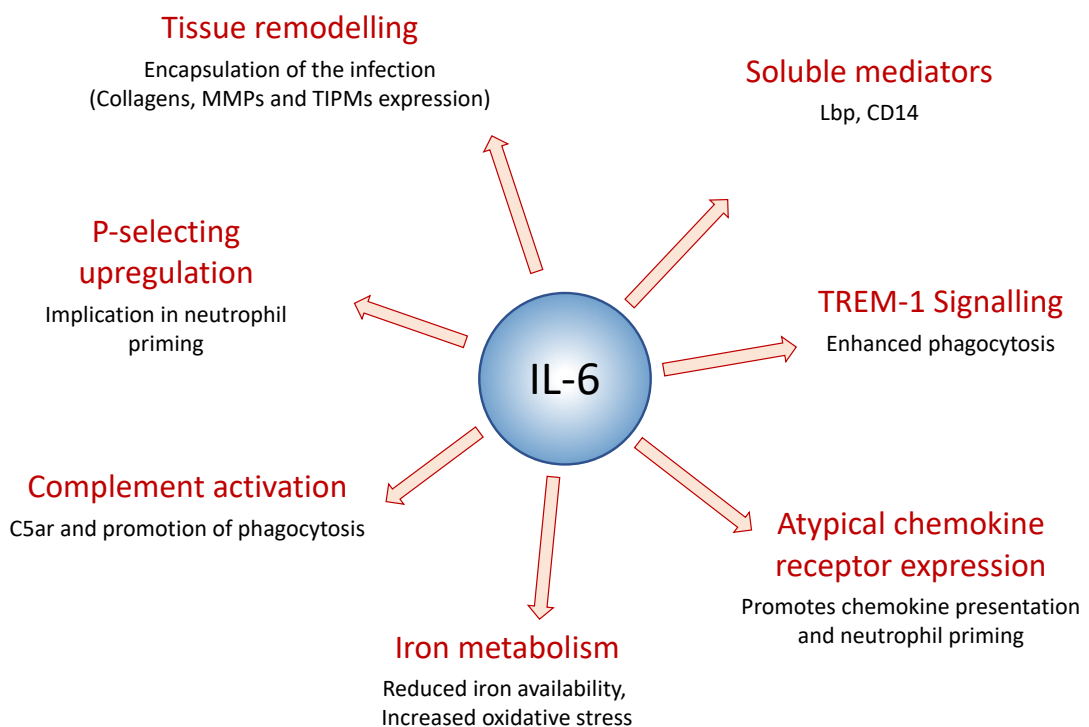 Tissue remodelling
Encapsulation of the infection
(Collagens, MMPs and TIPMs expression)
Soluble mediators
Lbp, CD14
P-selecting
upregulation
Implication in neutrophil
priming
TREM-1 Signalling
Enhanced phagocytosis
IL-6
Complement activation
C5ar and promotion of phagocytosis
Atypical chemokine
receptor expression
Promotes chemokine presentation
and neutrophil priming
Iron metabolism
Reduced iron availability,
Increased oxidative stress